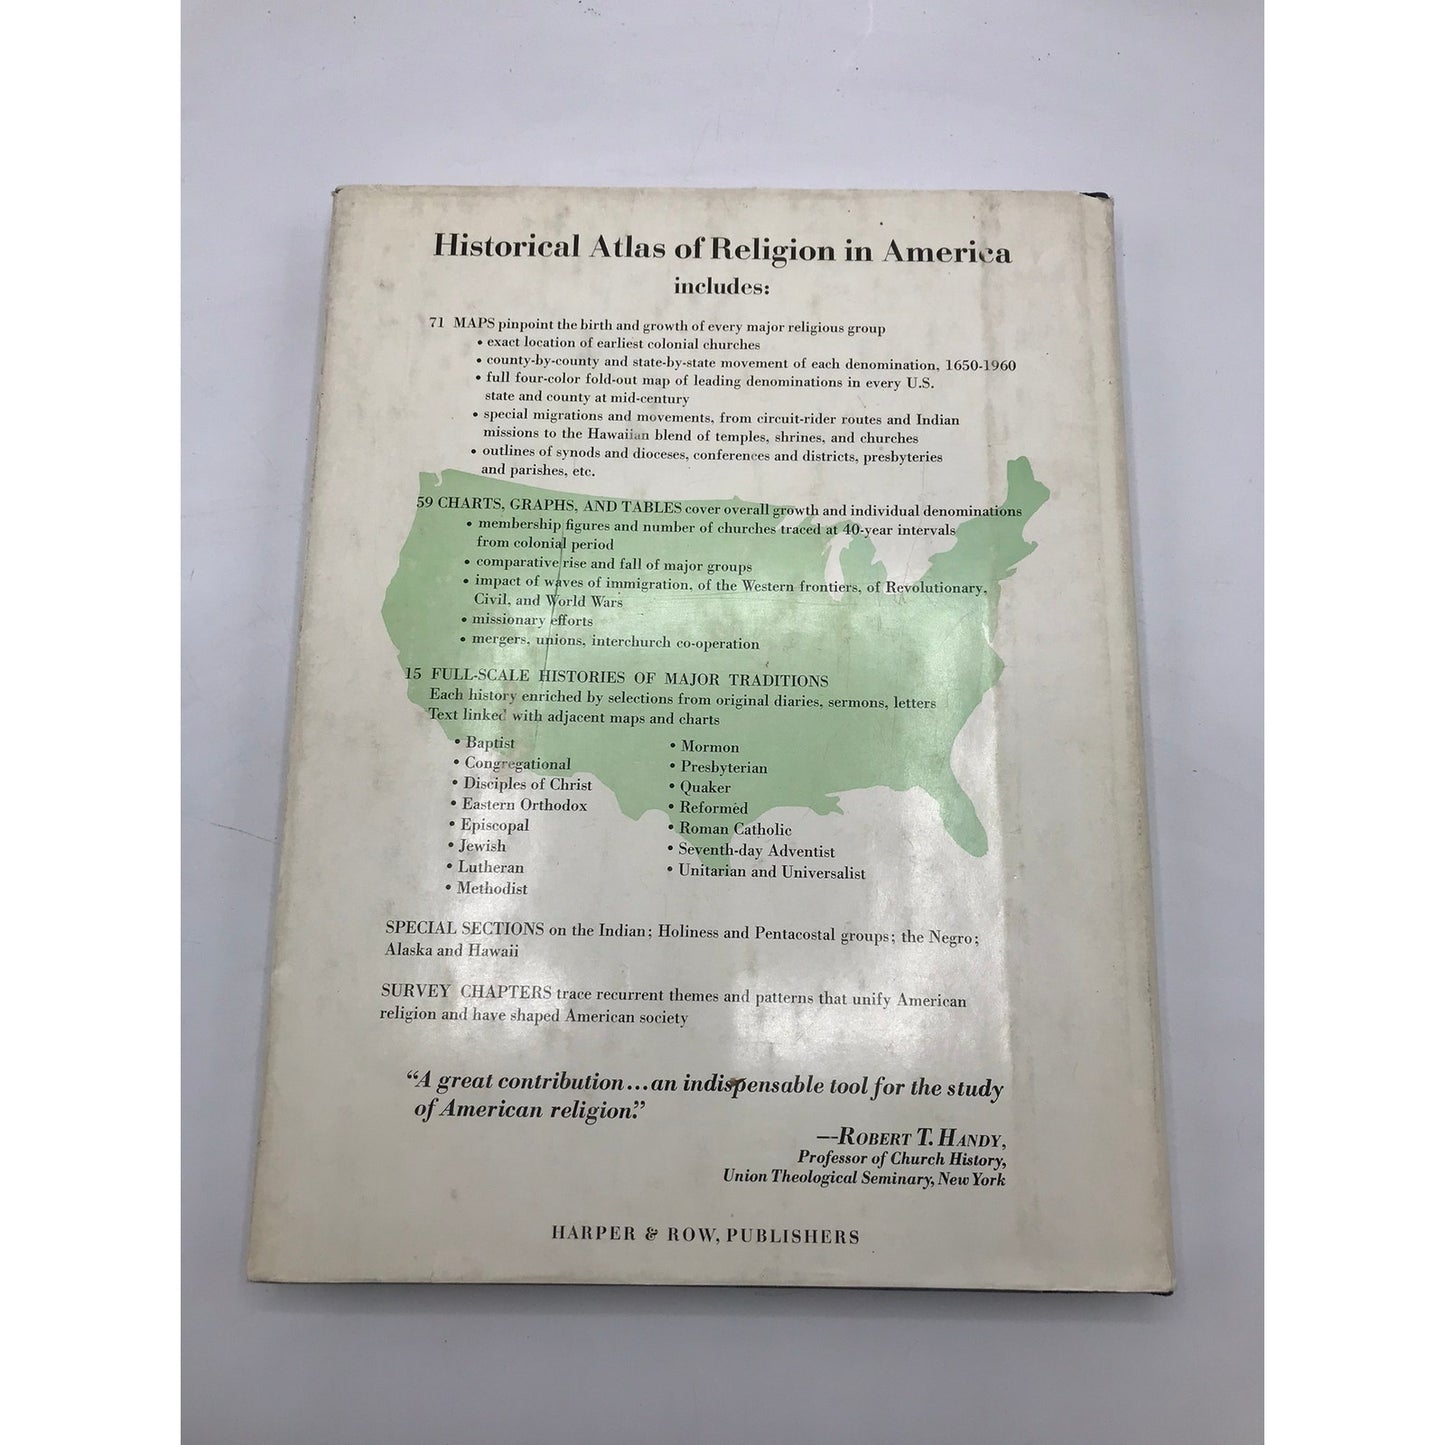 Historical Atlas of Religion in America
includes:
71 MAPS pinpoint the birth and growth of every major religious group
• exact location of earliest colonial churches
• county-by-county and state-by-state movement of each denomination, 1650-1960
• full four-color fold-out map of leading denominations in every U.S.
state and county at mid-century
• special migrations and movements, from circuit-rider routes and Indian
missions to the Hawaiian blend of temples, shrines, and churches
• outlines of synods and dioceses, conferences and districts, presbyteries
and parishes, etc.
59 CHARTS, GRAPHS, AND TABLES cover overall growth and individual denominations
• membership figures and number of churches traced at 40-year intervals
from colonial period
• comparative rise and fall of major groups
• impact of waves of immigration, of the Western frontiers, of Revolutionary,
Civil, and World Wars
• missionary efforts
• mergers, unions, interchurch co-operation
15 FULL-SCALE HISTORIES OF MAJOR TRADITIONS
Each history enriched by selections from original diaries, sermons, letters
Text linked with adjacent maps and charts
• Baptist
• Congregational
• Disciples of Christ
• Eastern Orthodox
• Episcopal
• Jewish
• Lutheran
• Methodist
• Mormon
• Presbyterian
• Quaker
• Reformed
• Roman Catholic
• Seventh-day Adventist
• Unitarian and Universalist
SPECIAL SECTIONS on the Indian; Holiness and Pentacostal groups; the Negro;
Alaska and Hawaii
SURVEY CHAPTERS trace recurrent themes and patterns that unify American
religion and have shaped American society
“A great contribution...an indispensable tool for the study
of American religion.”
—ROBERT T. HANDY,
Professor of Church History,
Union Theological Seminary, New York
HARPER & ROW, PUBLISHERS